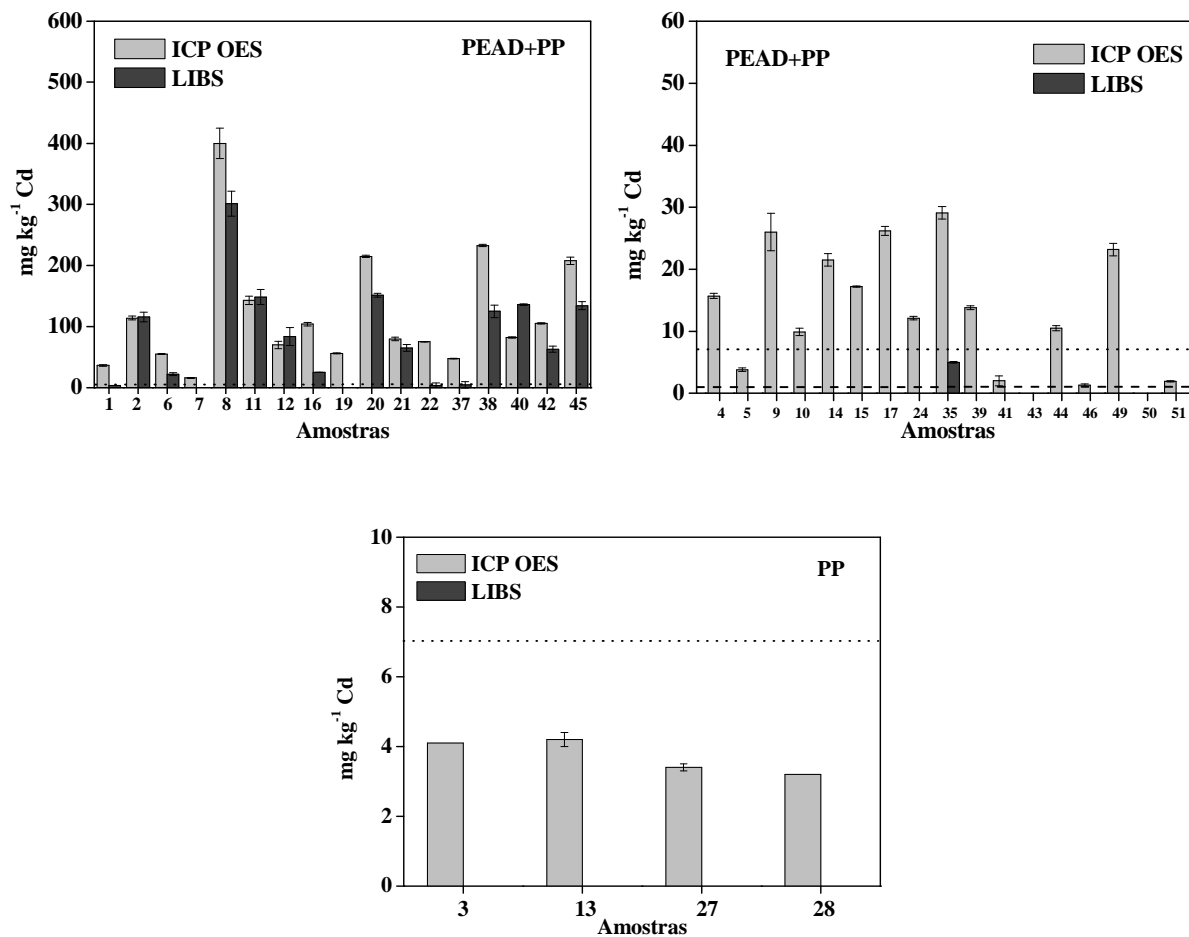 600
500
400
300
200
100
0
mg kg⁻¹ Cd
ICP OES
LIBS
PEAD+PP
1 2 6 7 8 11 12 16 19 20 21 22 37 38 40 42 45
Amostras
60
50
40
30
20
10
0
mg kg⁻¹ Cd
PEAD+PP
ICP OES
LIBS
4 5 9 10 14 15 17 24 35 39 41 43 44 46 49 50 51
Amostras
10
8
6
4
2
0
mg kg⁻¹ Cd
ICP OES
LIBS
PP
3 13 27 28
Amostras